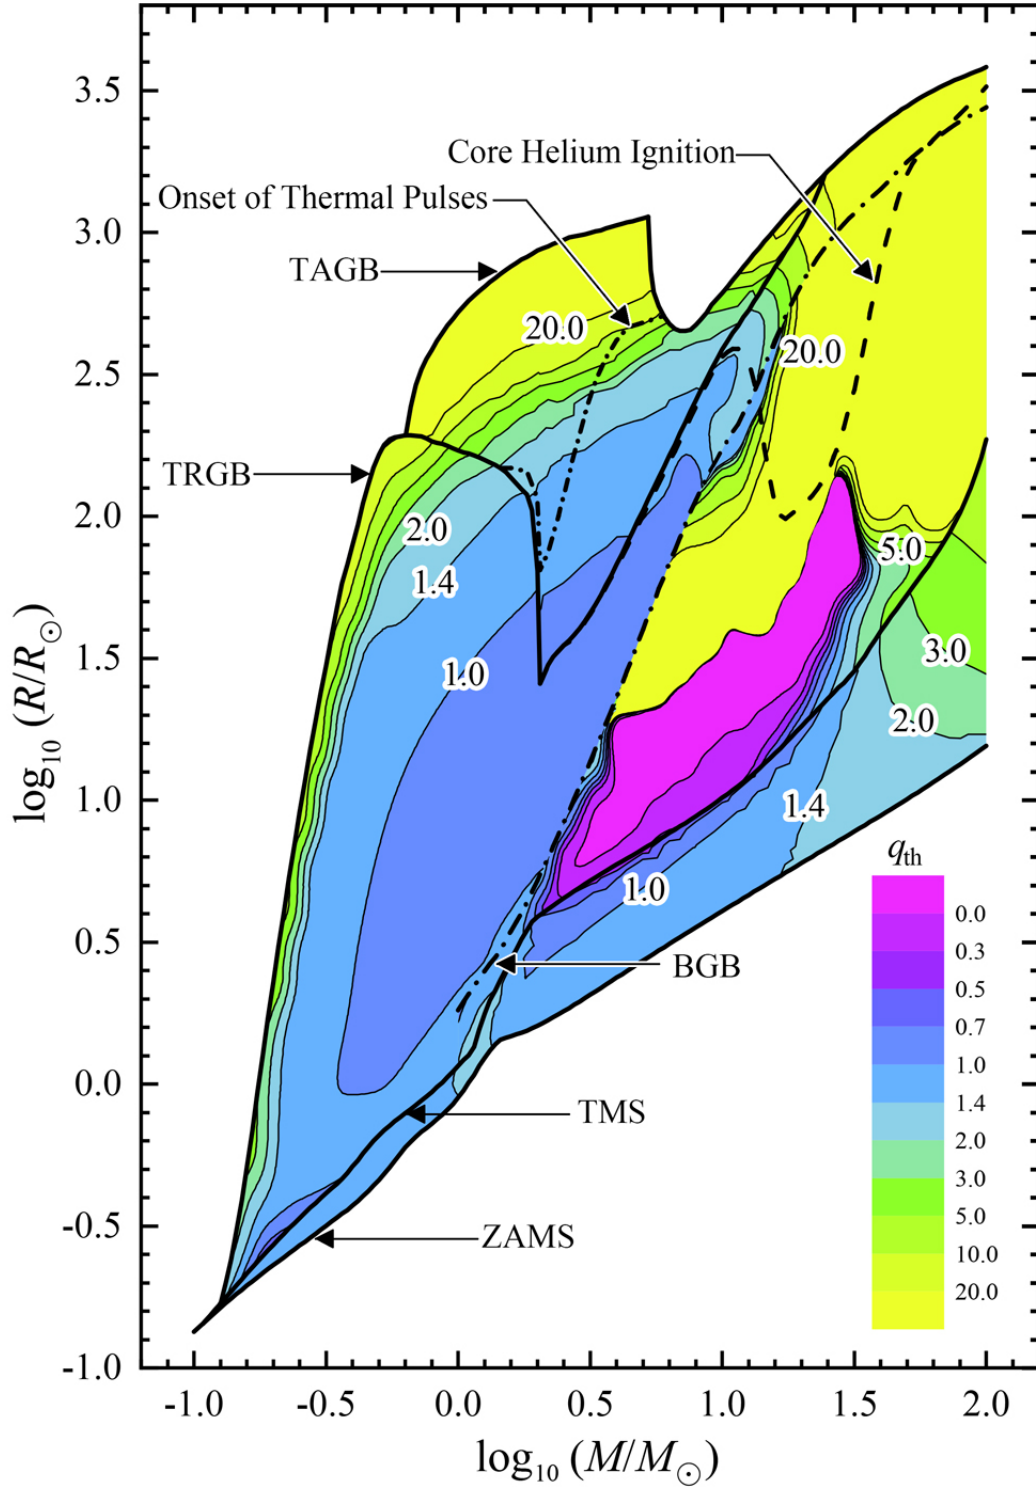 3.5
3.0
2.5
2.0
1.5
1.0
0.5
0.0
-0.5
-1.0
log₁₀ (R/R☉)
Core Helium Ignition
Onset of Thermal Pulses
TAGB
20.0
20.0
TRGB
2.0
5.0
1.4
1.0
3.0
2.0
1.4
1.0
BGB
TMS
ZAMS
q_th
0.0
0.3
0.5
0.7
1.0
1.4
2.0
3.0
5.0
10.0
20.0
-1.0 -0.5 0.0 0.5 1.0 1.5 2.0
log₁₀ (M/M☉)